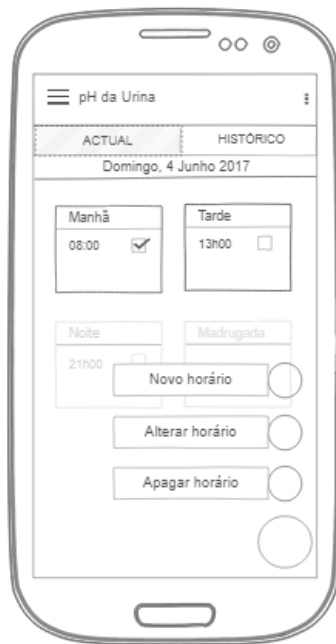 pH da Urina
ACTUAL HISTÓRICO
Domingo, 4 Junho 2017
Manhã Tarde
08:00 13h00
Noite Madrugada
21h00
Novo horário
Alterar horário
Apagar horário